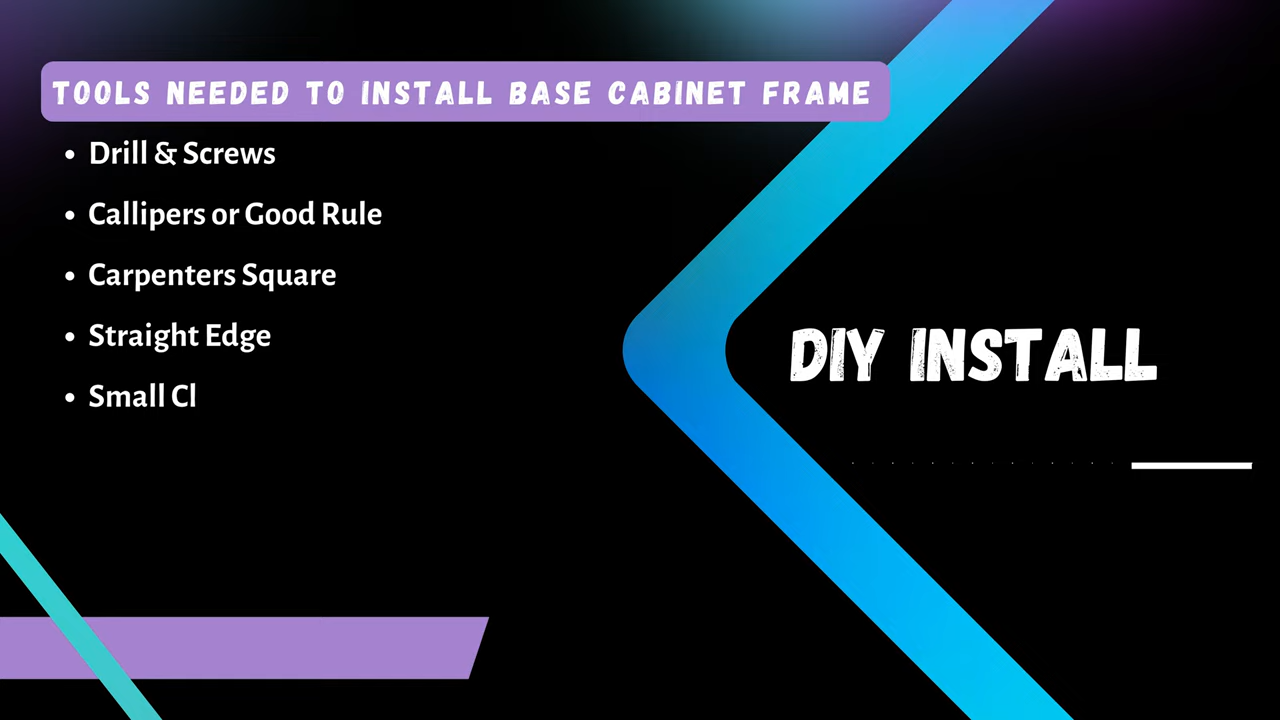 TOOLS NEEDED TO INSTALL BASE CABINET FRAME
• Drill & Screws
• Callipers or Good Rule
• Carpenters Square
• Straight Edge
• Small Cl
DIY INSTALL